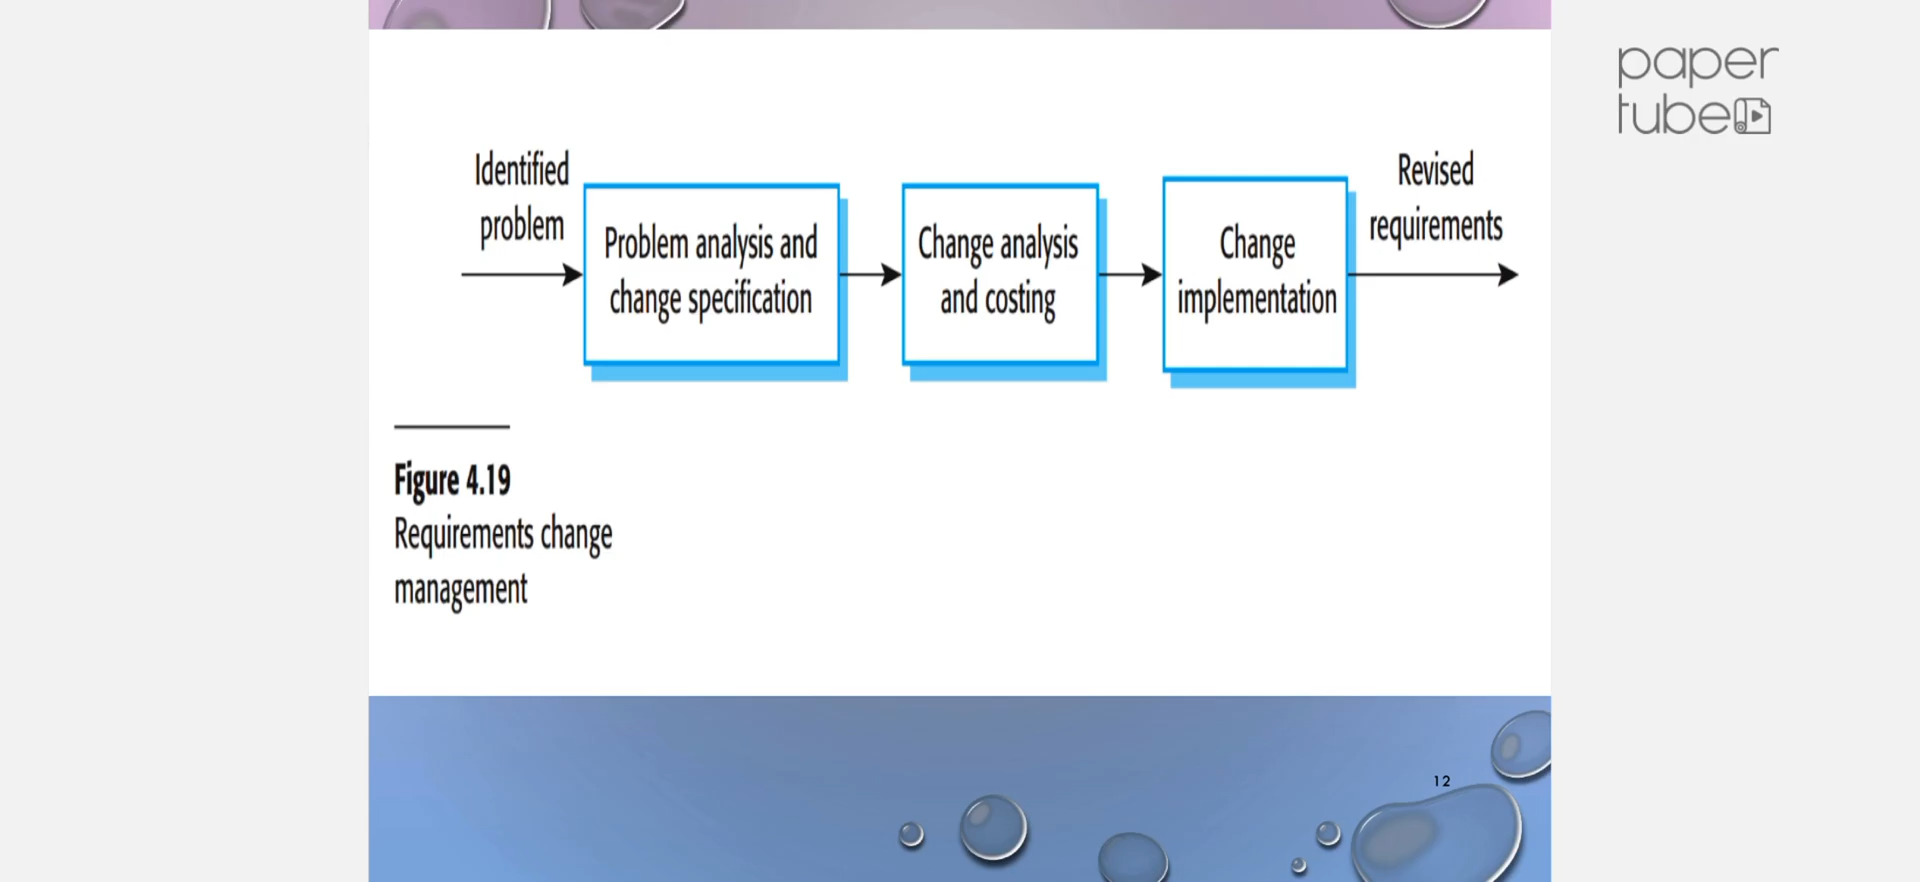 paper
tube
Identified
problem
Problem analysis and
change specification
Change analysis
and costing
Change
implementation
Revised
requirements
Figure 4.19
Requirements change
management
12